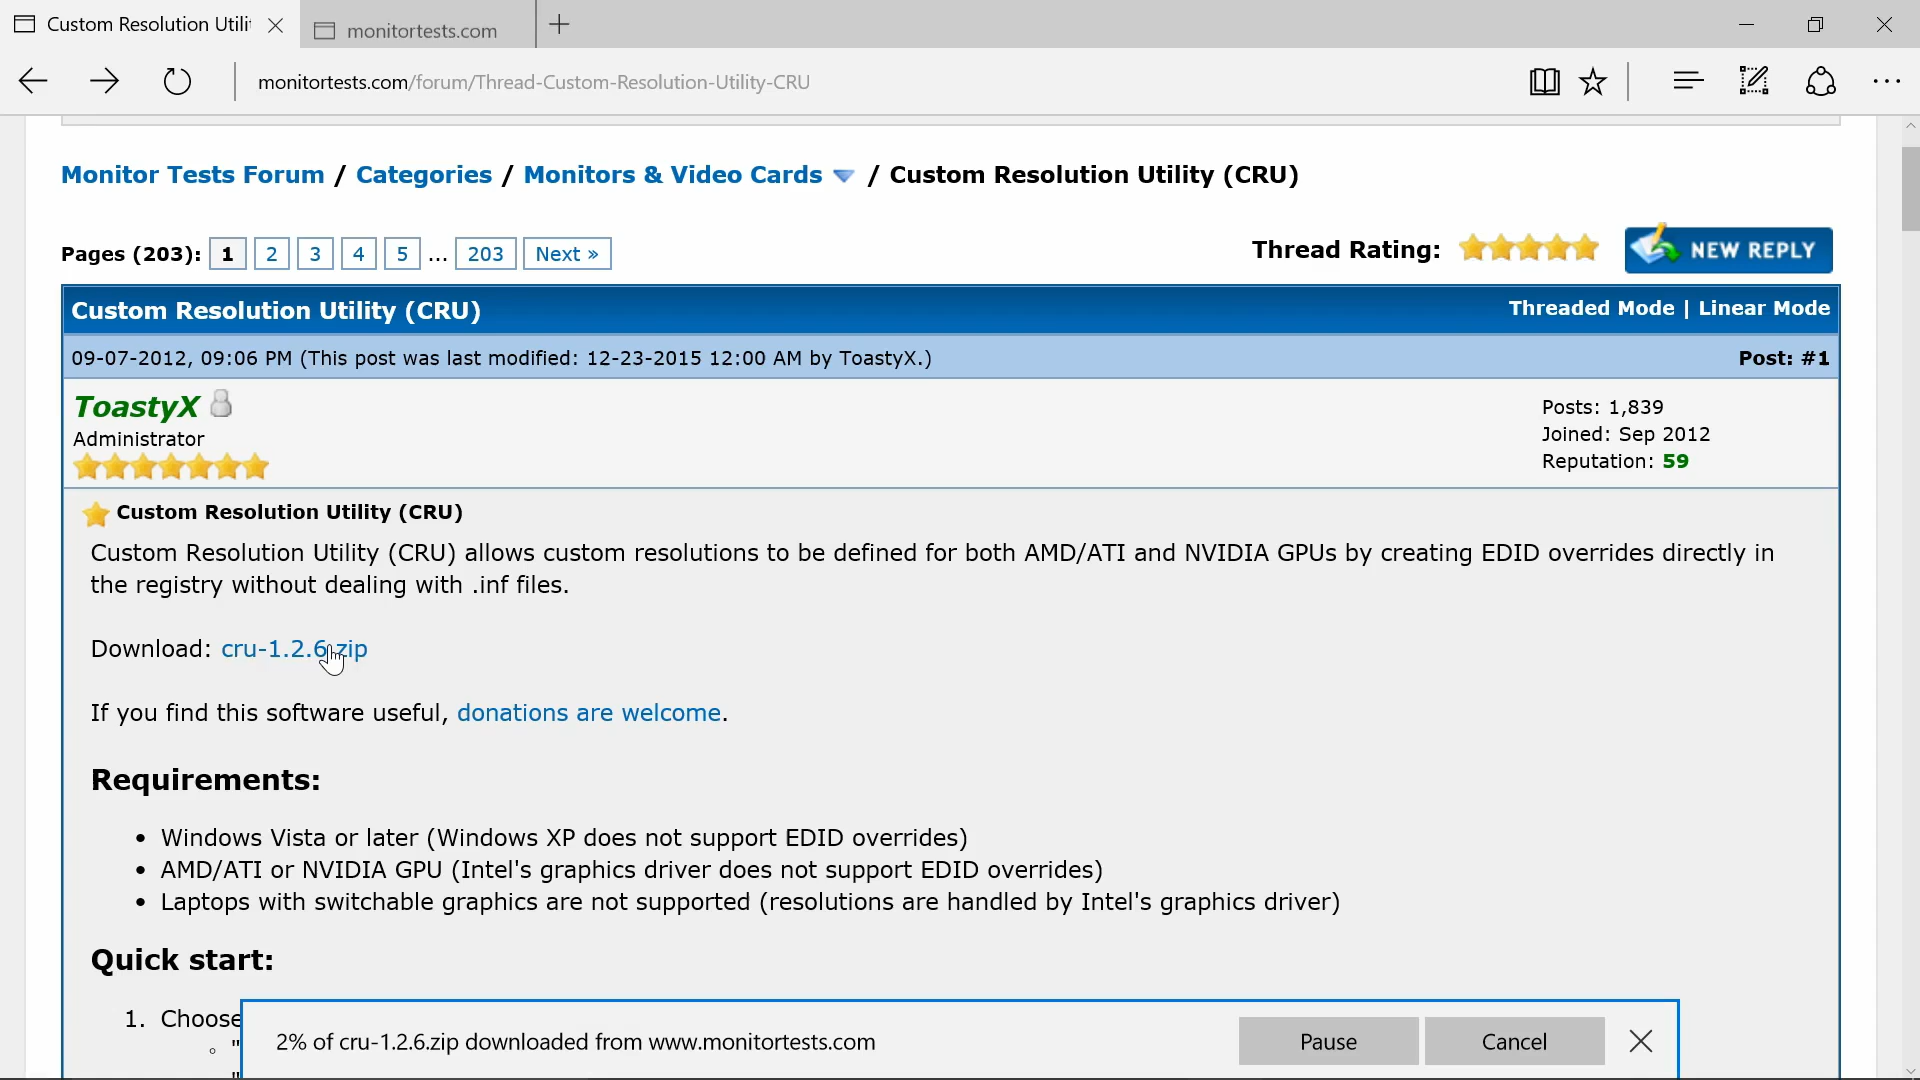 Custom Resolution Utili
monitortests.com
monitortests.com/forum/Thread-Custom-Resolution-Utility-CRU
Monitor Tests Forum / Categories / Monitors & Video Cards / Custom Resolution Utility (CRU)
Pages (203): 1 2 3 4 5 ... 203 Next »
Thread Rating:
NEW REPLY
Custom Resolution Utility (CRU)
Threaded Mode | Linear Mode
09-07-2012, 09:06 PM (This post was last modified: 12-23-2015 12:00 AM by ToastyX.)
Post: #1
ToastyX
Administrator
Posts: 1,839
Joined: Sep 2012
Reputation: 59
Custom Resolution Utility (CRU)
Custom Resolution Utility (CRU) allows custom resolutions to be defined for both AMD/ATI and NVIDIA GPUs by creating EDID overrides directly in
the registry without dealing with .inf files.
Download: cru-1.2.6.zip
If you find this software useful, donations are welcome.
Requirements:
• Windows Vista or later (Windows XP does not support EDID overrides)
• AMD/ATI or NVIDIA GPU (Intel's graphics driver does not support EDID overrides)
• Laptops with switchable graphics are not supported (resolutions are handled by Intel's graphics driver)
Quick start:
1. Choose
2% of cru-1.2.6.zip downloaded from www.monitortests.com
Pause
Cancel